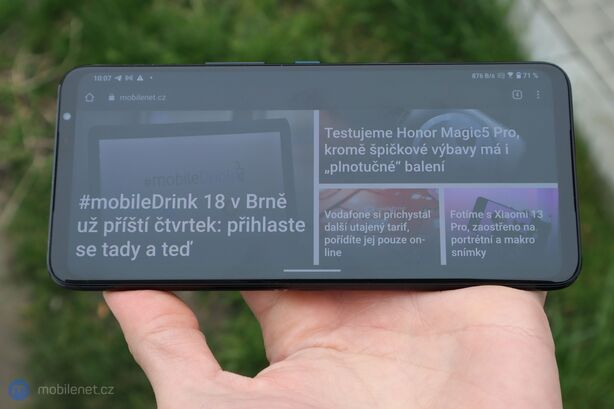 10:07
876 B/s
71 %
mobilenet.cz
#mobileDrink
Testujeme Honor Magic5 Pro,
kromě špičkové výbavy má i
„plnotučné“ balení
#mobileDrink 18 v Brně
už příští čtvrtek: přihlaste
se tady a teď
Vodafone si přichystal
další utajený tarif,
pořídíte jej pouze on-
line
Fotíme s Xiaomi 13
Pro, zaostřeno na
portrétní a makro
snímky
mobilenet.cz